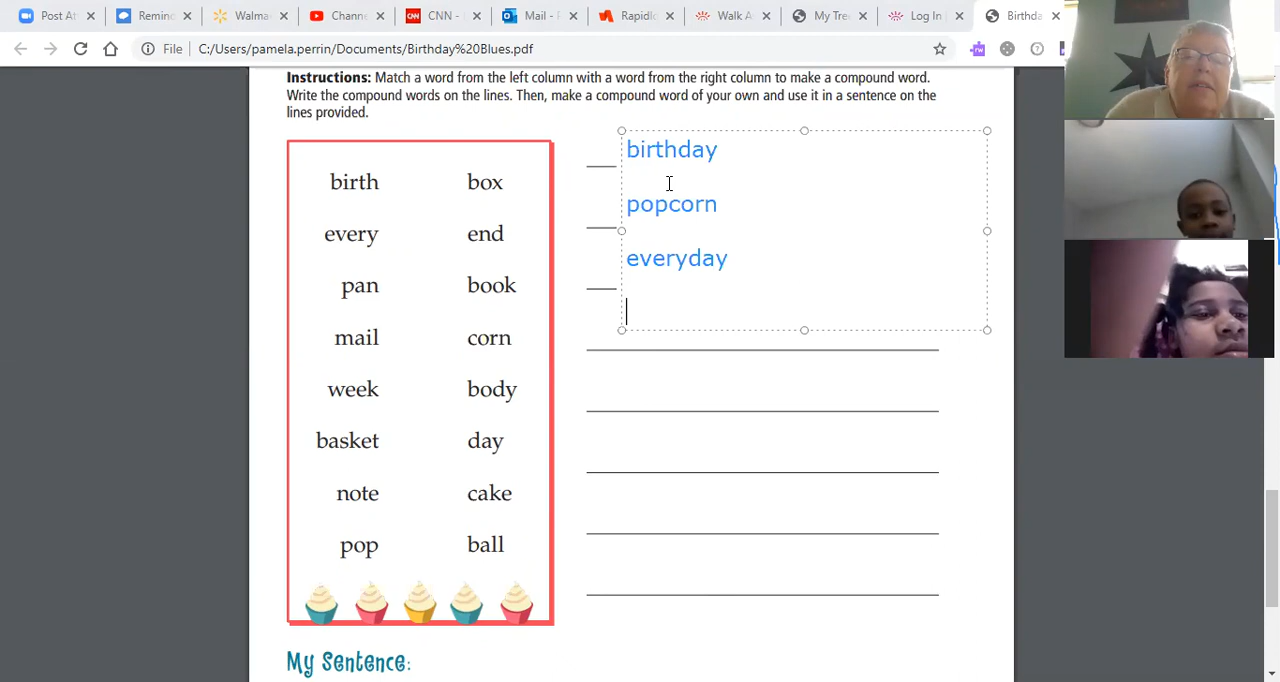 Post At
Remin
Walma
Chann
CNN -
Mail - F
Rapidlo
Walk A
My Tre
Log In
Birthda
File
C:/Users/pamela.perrin/Documents/Birthday%20Blues.pdf
Instructions: Match a word from the left column with a word from the right column to make a compound word.
Write the compound words on the lines. Then, make a compound word of your own and use it in a sentence on the
lines provided.
birth box
every end
pan book
mail corn
week body
basket day
note cake
pop ball
birthday
popcorn
everyday
My Sentence: